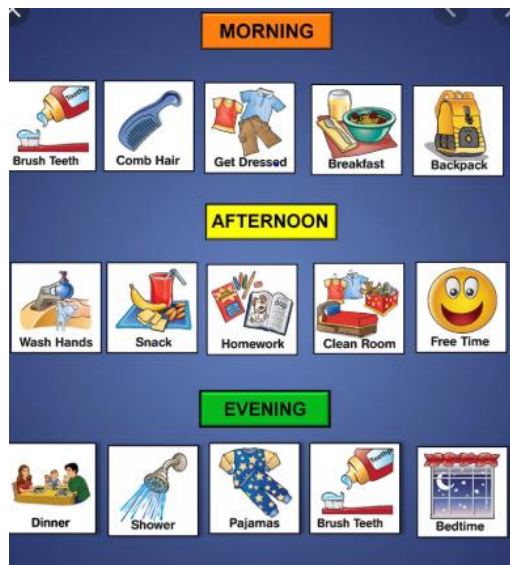 MORNING
Brush Teeth
Comb Hair
Get Dressed
Breakfast
Backpack
AFTERNOON
Wash Hands
Snack
Homework
Clean Room
Free Time
EVENING
Dinner
Shower
Pajamas
Brush Teeth
Bedtime